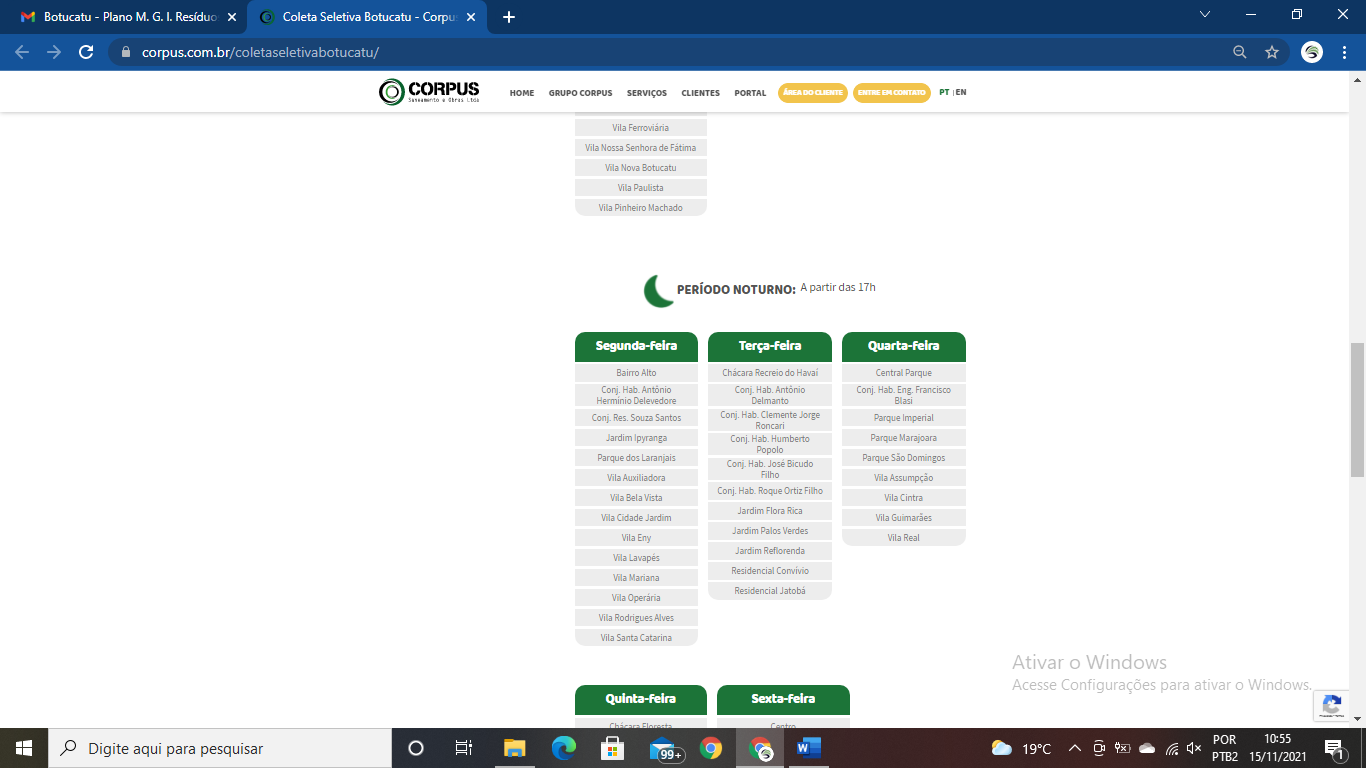 Botucatu - Plano M. G. I. Resíduo
Coleta Seletiva Botucatu - Corpus
corpus.com.br/coletaseletivabotucatu/
CORPUS
Saneamento e Obras Ltda
HOME
GRUPO CORPUS
SERVIÇOS
CLIENTES
PORTAL
ÁREA DO CLIENTE
ENTRE EM CONTATO
PT | EN
Vila Ferroviária
Vila Nossa Senhora de Fátima
Vila Nova Botucatu
Vila Paulista
Vila Pinheiro Machado
PERÍODO NOTURNO: A partir das 17h
Segunda-feira
Bairro Alto
Conj. Hab. Antônio
Hermínio Delevedore
Conj. Res. Souza Santos
Jardim Ipyranga
Parque dos Laranjais
Vila Auxiliadora
Vila Bela Vista
Vila Cidade Jardim
Vila Eny
Vila Lavapés
Vila Mariana
Vila Operária
Vila Rodrigues Alves
Vila Santa Catarina
Terça-feira
Chácara Recreio do Havaí
Conj. Hab. Antônio
Delmanto
Conj. Hab. Clemente Jorge
Roncari
Conj. Hab. Humberto
Popolo
Conj. Hab. José Bicudo
Filho
Conj. Hab. Roque Ortiz Filho
Jardim Flora Rica
Jardim Palos Verdes
Jardim Reflorenda
Residencial Convívio
Residencial Jatobá
Quarta-feira
Central Parque
Conj. Hab. Eng. Francisco
Blasi
Parque Imperial
Parque Marajoara
Parque São Domingos
Vila Assumpção
Vila Cintra
Vila Guimarães
Vila Real
Quinta-feira
Chácara Floresta
Sexta-feira
Centro
Ativar o Windows
Acesse Configurações para ativar o Windows.
Digite aqui para pesquisar
99+
19°C
POR
PTB2
10:55
15/11/2021
1